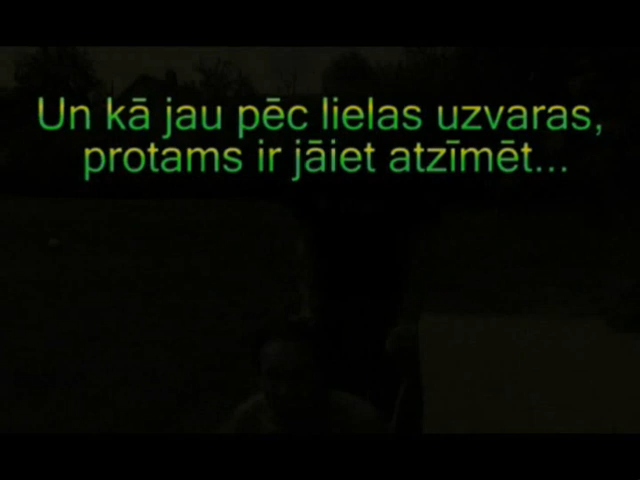 Un kā jau pēc lielas uzvaras,
protams ir jāiet atzīmēt...